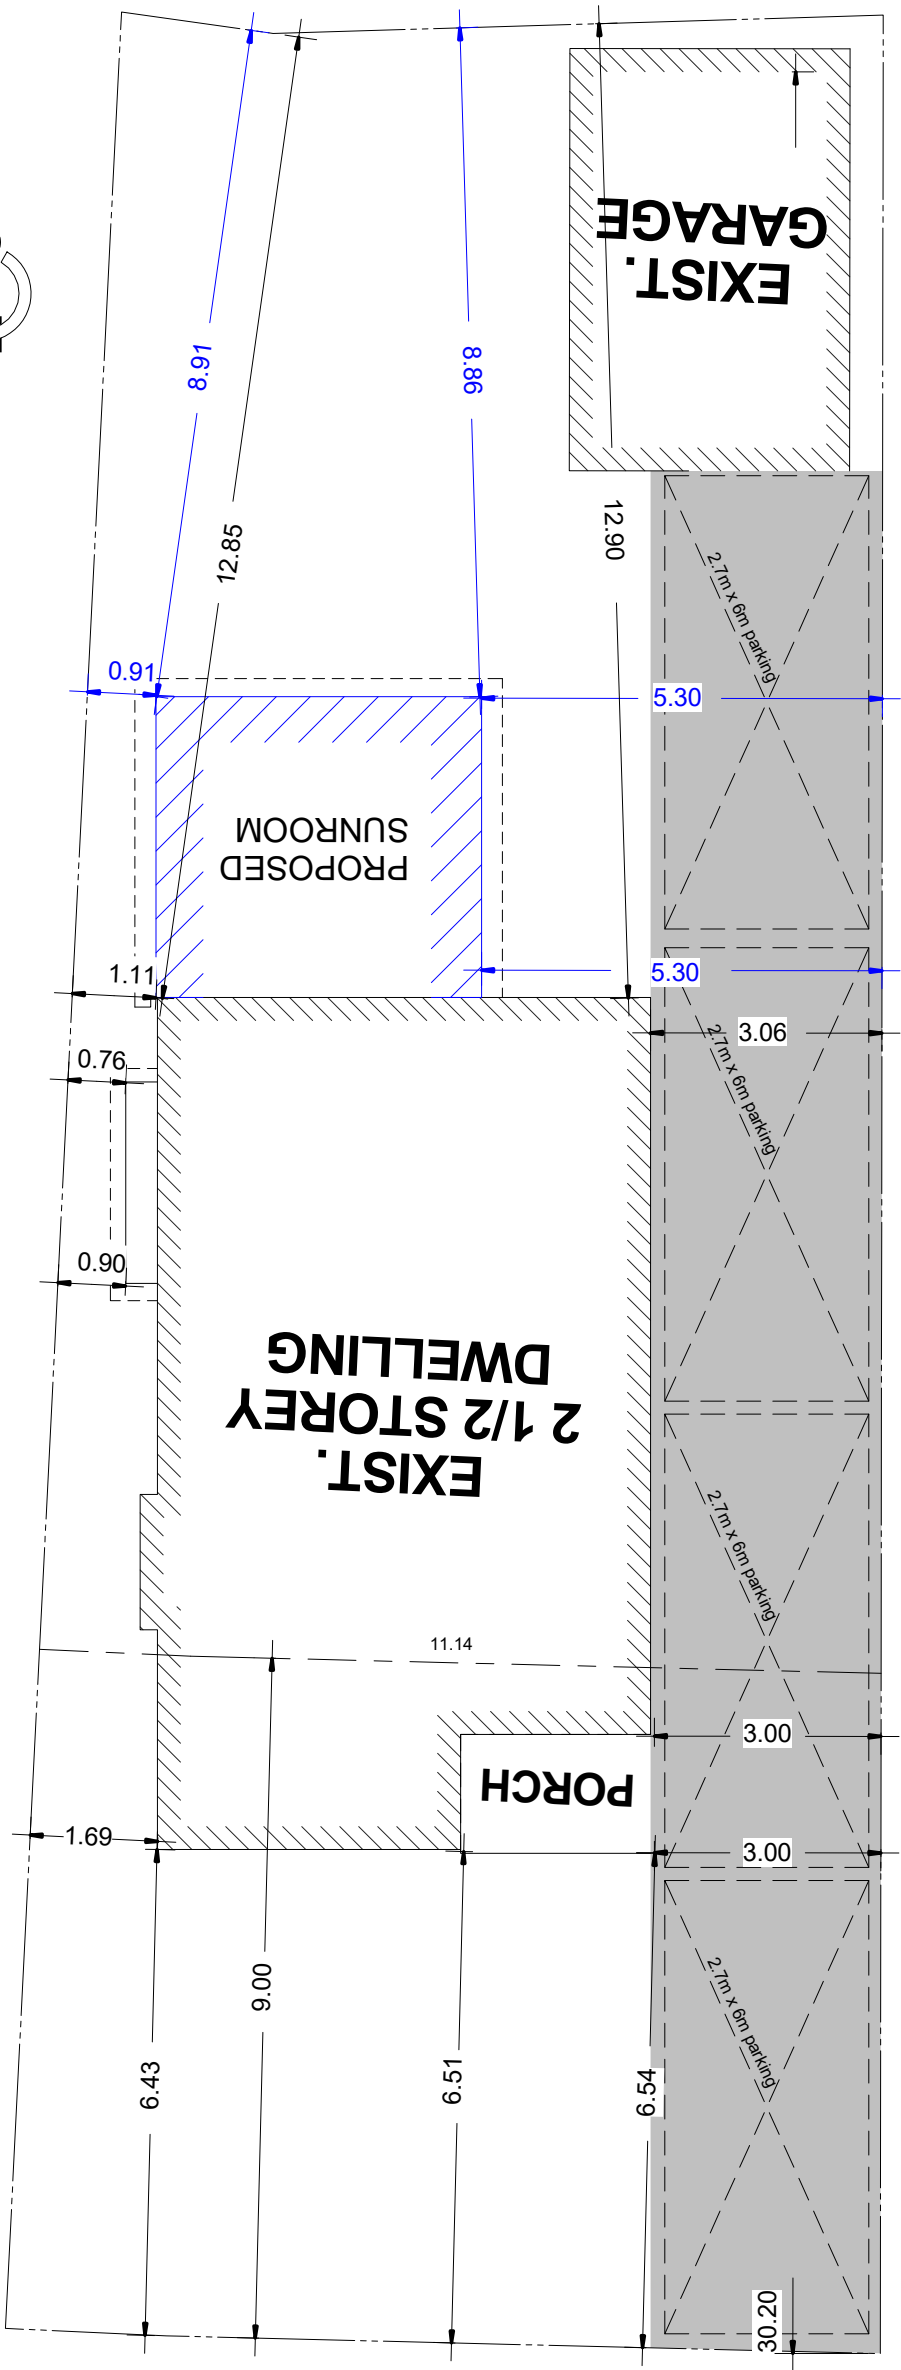 EXIST.
GARAGE
8.91
8.86
12.85
12.90
2.7m x 6m parking
0.91
5.30
PROPOSED
SUNROOM
1.11
5.30
3.06
0.76
2.7m x 6m parking
0.90
EXIST.
2 1/2 STOREY
DWELLING
2.7m x 6m parking
11.14
3.00
PORCH
1.69
3.00
9.00
2.7m x 6m parking
6.43
6.51
6.54
30.20